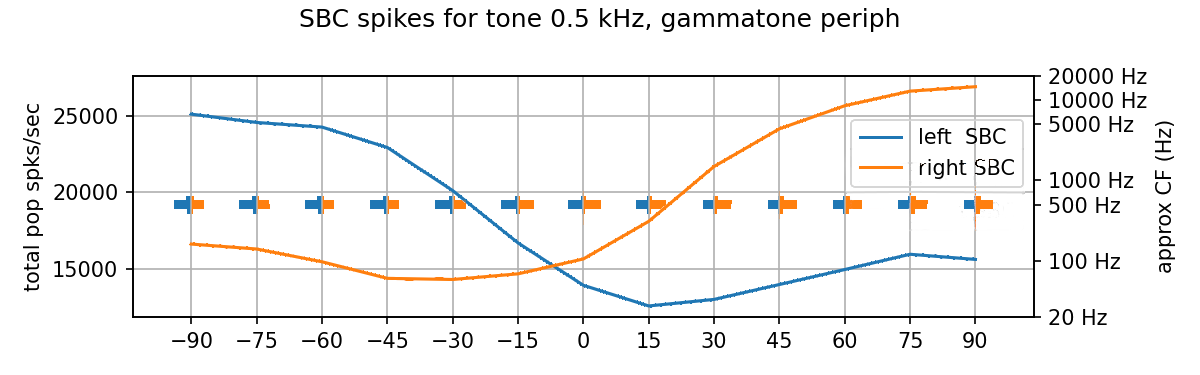 SBC spikes for tone 0.5 kHz, gammatone periph
total pop spks/sec
25000
20000
15000
20000 Hz
10000 Hz
5000 Hz
1000 Hz
500 Hz
100 Hz
20 Hz
approx CF (Hz)
left SBC
right SBC
−90 −75 −60 −45 −30 −15 0 15 30 45 60 75 90